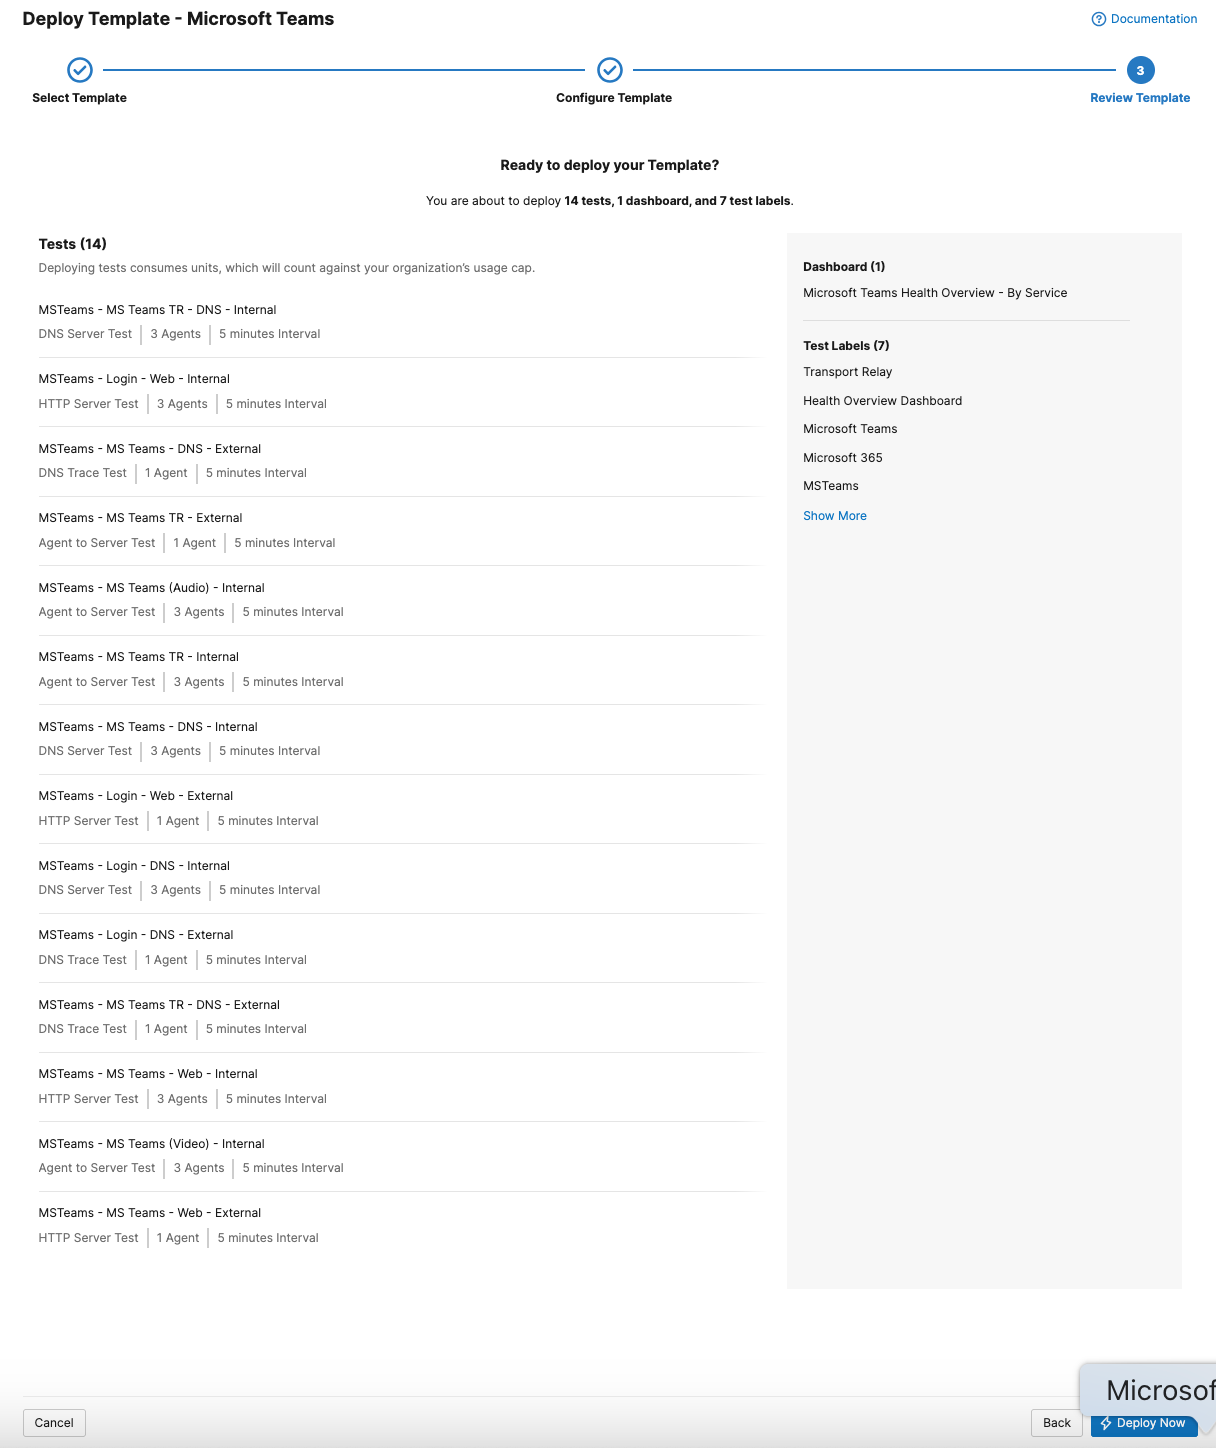 Deploy Template - Microsoft Teams
Documentation
3
Select Template
Configure Template
Review Template
Ready to deploy your Template?
You are about to deploy 14 tests, 1 dashboard, and 7 test labels.
Tests (14)
Deploying tests consumes units, which will count against your organization's usage cap.
MSTeams - MS Teams TR - DNS - Internal
DNS Server Test 3 Agents 5 minutes Interval
MSTeams - Login - Web - Internal
HTTP Server Test 3 Agents 5 minutes Interval
MSTeams - MS Teams - DNS - External
DNS Trace Test 1 Agent 5 minutes Interval
MSTeams - MS Teams TR - External
Agent to Server Test 1 Agent 5 minutes Interval
MSTeams - MS Teams (Audio) - Internal
Agent to Server Test 3 Agents 5 minutes Interval
MSTeams - MS Teams TR - Internal
Agent to Server Test 3 Agents 5 minutes Interval
MSTeams - MS Teams - DNS - Internal
DNS Server Test 3 Agents 5 minutes Interval
MSTeams - Login - Web - External
HTTP Server Test 1 Agent 5 minutes Interval
MSTeams - Login - DNS - Internal
DNS Server Test 3 Agents 5 minutes Interval
MSTeams - Login - DNS - External
DNS Trace Test 1 Agent 5 minutes Interval
MSTeams - MS Teams TR - DNS - External
DNS Trace Test 1 Agent 5 minutes Interval
MSTeams - MS Teams - Web - Internal
HTTP Server Test 3 Agents 5 minutes Interval
MSTeams - MS Teams (Video) - Internal
Agent to Server Test 3 Agents 5 minutes Interval
MSTeams - MS Teams - Web - External
HTTP Server Test 1 Agent 5 minutes Interval
Dashboard (1)
Microsoft Teams Health Overview - By Service
Test Labels (7)
Transport Relay
Health Overview Dashboard
Microsoft Teams
Microsoft 365
MSTeams
Show More
Microsof
Cancel
Back
Deploy Now